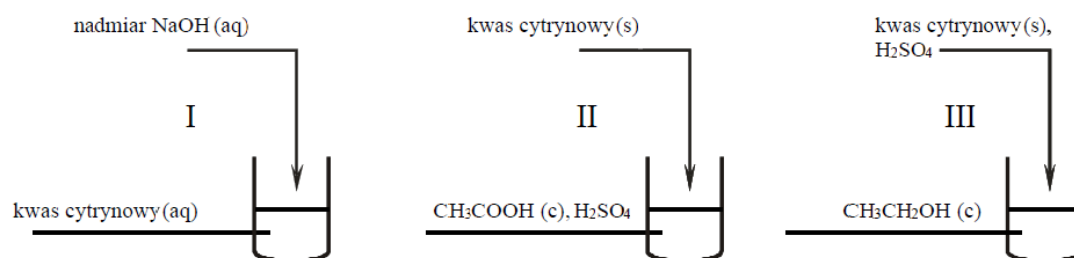 nadmiar NaOH (aq)
I
kwas cytrynowy (aq)
kwas cytrynowy (s)
II
CH₃COOH (c), H₂SO₄
kwas cytrynowy (s),
H₂SO₄
III
CH₃CH₂OH (c)